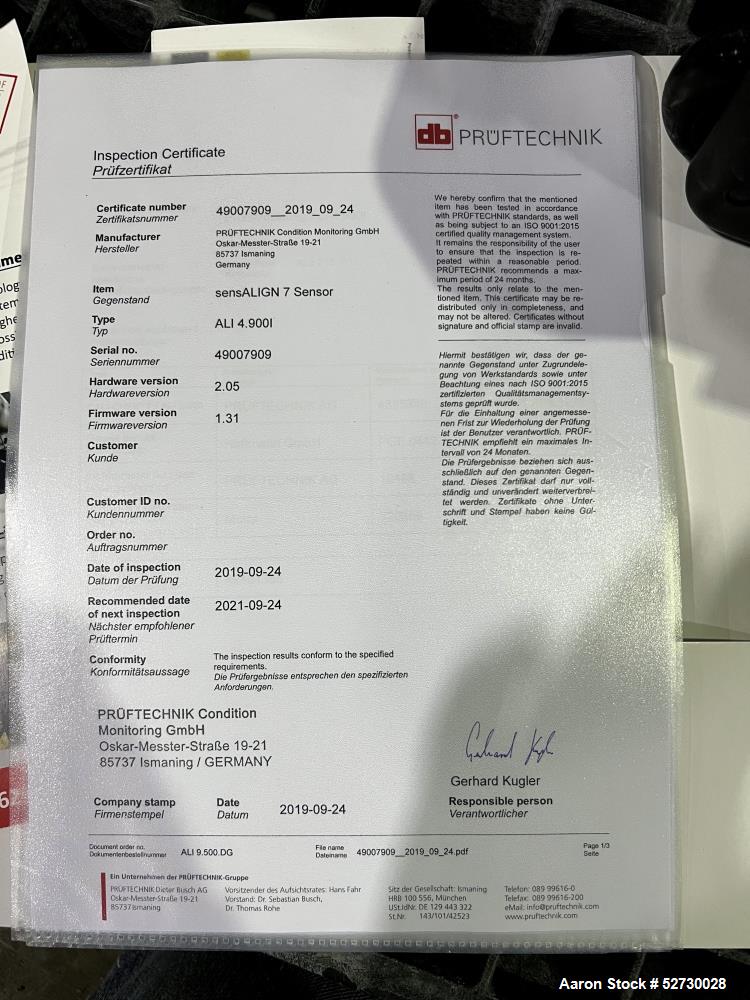 db PRÜFTECHNIK
Inspection Certificate
Prüfzertifikat
Certificate number 49007909__2019_09_24
Zertifikatsnummer
Manufacturer PRÜFTECHNIK Condition Monitoring GmbH
Hersteller Oskar-Messter-Straße 19-21
85737 Ismaning
Germany
Item sensALIGN 7 Sensor
Gegenstand
Type ALI 4.900I
Typ
Serial no. 49007909
Seriennummer
Hardware version 2.05
Hardwareversion
Firmware version 1.31
Firmwareversion
Customer
Kunde
Customer ID no.
Kundennummer
Order no.
Auftragsnummer
Date of inspection 2019-09-24
Datum der Prüfung
Recommended date 2021-09-24
of next inspection
Nächster empfohlener
Prüftermin
Conformity The inspection results conform to the specified
Konformitätsaussage requirements.
Die Prüfergebnisse entsprechen den spezifizierten
Anforderungen.
We hereby confirm that the mentioned
item has been tested in accordance
with PRÜFTECHNIK standards, as well
as being subject to an ISO 9001:2015
certified quality management system.
It remains the responsibility of the user
to ensure that the inspection is re-
peated within a reasonable period.
PRÜFTECHNIK recommends a max-
imum period of 24 months.
The results only relate to the men-
tioned item. This certificate may be re-
distributed only in completeness, and
may not be altered. Certificates without
signature and official stamp are invalid.
Hiermit bestätigen wir, dass der ge-
nannte Gegenstand unter Zugrundele-
gung von Werkstandards sowie unter
Beachtung eines nach ISO 9001:2015
zertifizierten Qualitätsmanagementsy-
stems geprüft wurde.
Für die Einhaltung einer angemesse-
nen Frist zur Wiederholung der Prüfung
ist der Benutzer verantwortlich. PRÜF-
TECHNIK empfiehlt ein maximales In-
tervall von 24 Monaten.
Die Prüfergebnisse beziehen sich aus-
schließlich auf den genannten Gegen-
stand. Dieses Zertifikat darf nur voll-
ständig und unverändert weiterverbrei-
tet werden. Zertifikate ohne Unter-
schrift und Stempel haben keine Gül-
tigkeit.
PRÜFTECHNIK Condition
Monitoring GmbH
Oskar-Messter-Straße 19-21
85737 Ismaning / GERMANY
Gerhard Kugler
Company stamp Date 2019-09-24 Responsible person
Firmenstempel Datum Verantwortlicher
Document order no. ALI 9.500.DG File name 49007909__2019_09_24.pdf Page 1/3
Dokumentenbestellnummer Dateiname Seite
Ein Unternehmen der PRÜFTECHNIK-Gruppe
PRÜFTECHNIK Dieter Busch AG Vorsitzender des Aufsichtsrates: Hans Fahr Sitz der Gesellschaft: Ismaning Telefon: 089 99616-0
Oskar-Messter-Straße 19-21 Vorstand: Dr. Sebastian Busch, HRB 100 556, München Telefax: 089 99616-200
85737 Ismaning Dr. Thomas Rohe USt.IdNr. DE 129 443 322 eMail: info@pruftechnik.com
St.Nr. 143/101/42523 www.pruftechnik.com
Aaron Stock # 52730028